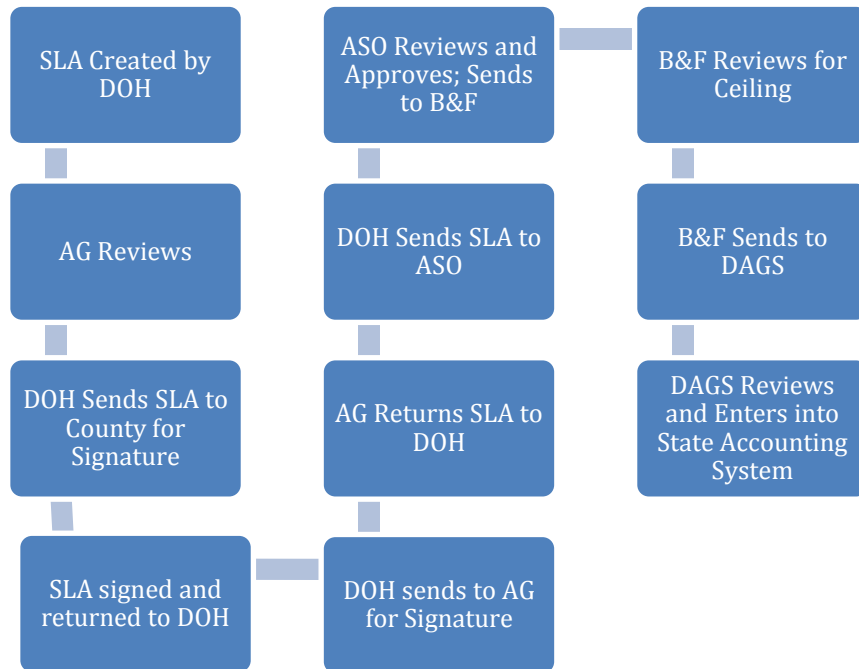 SLA Created by
DOH
AG Reviews
DOH Sends SLA to
County for
Signature
SLA signed and
returned to DOH
DOH sends to AG
for Signature
AG Returns SLA to
DOH
DOH Sends SLA to
ASO
ASO Reviews and
Approves; Sends
to B&F
B&F Reviews for
Ceiling
B&F Sends to
DAGS
DAGS Reviews
and Enters into
State Accounting
System